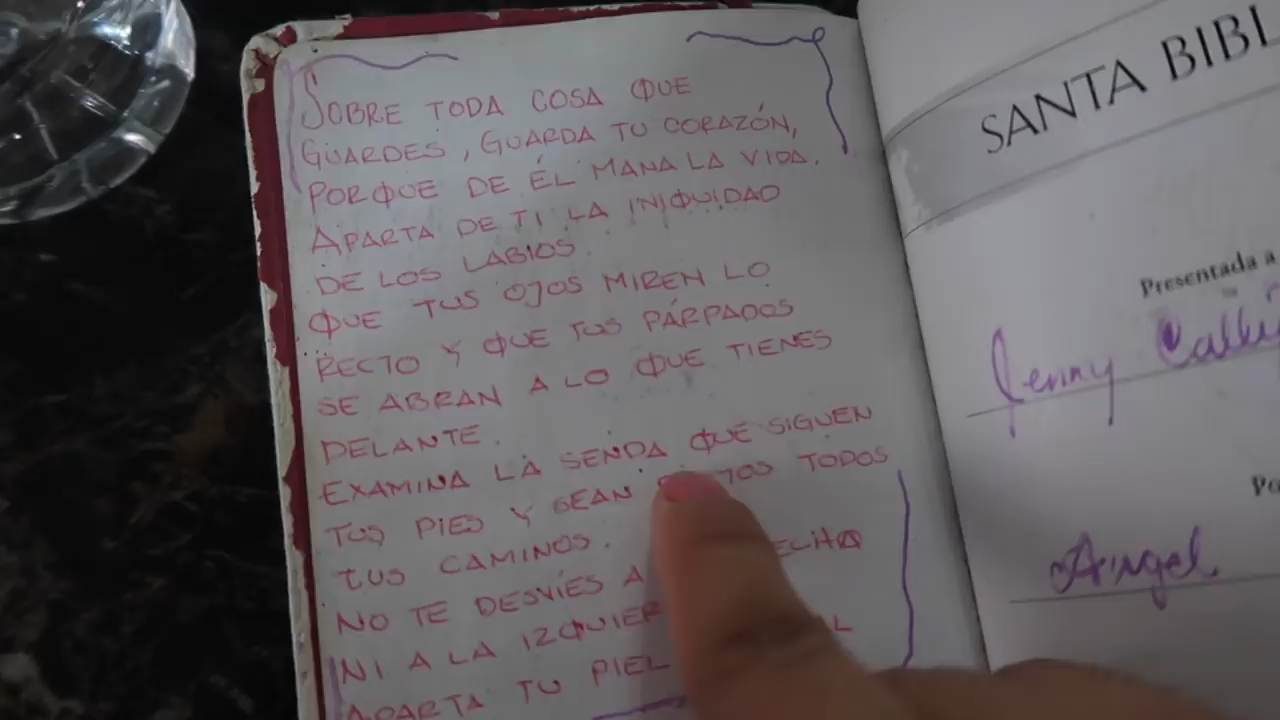 SOBRE TODA COSA QUE
GUARDES, GUARDA TU CORAZÓN,
PORQUE DE ÉL MANA LA VIDA.
APARTA DE TI LA INIQUIDAD
DE LOS LABIOS.
QUE TUS OJOS MIREN LO
RECTO Y QUE TUS PÁRPADOS
SE ABRAN A LO QUE TIENES
DELANTE.
EXAMINA LA SENDA QUE SIGUEN
TUS PIES Y SEAN TODOS
TUS CAMINOS.
NO TE DESVÍES A
NI A LA
APARTA TU PIE
SANTA
Presentada a
Jenny
Angel